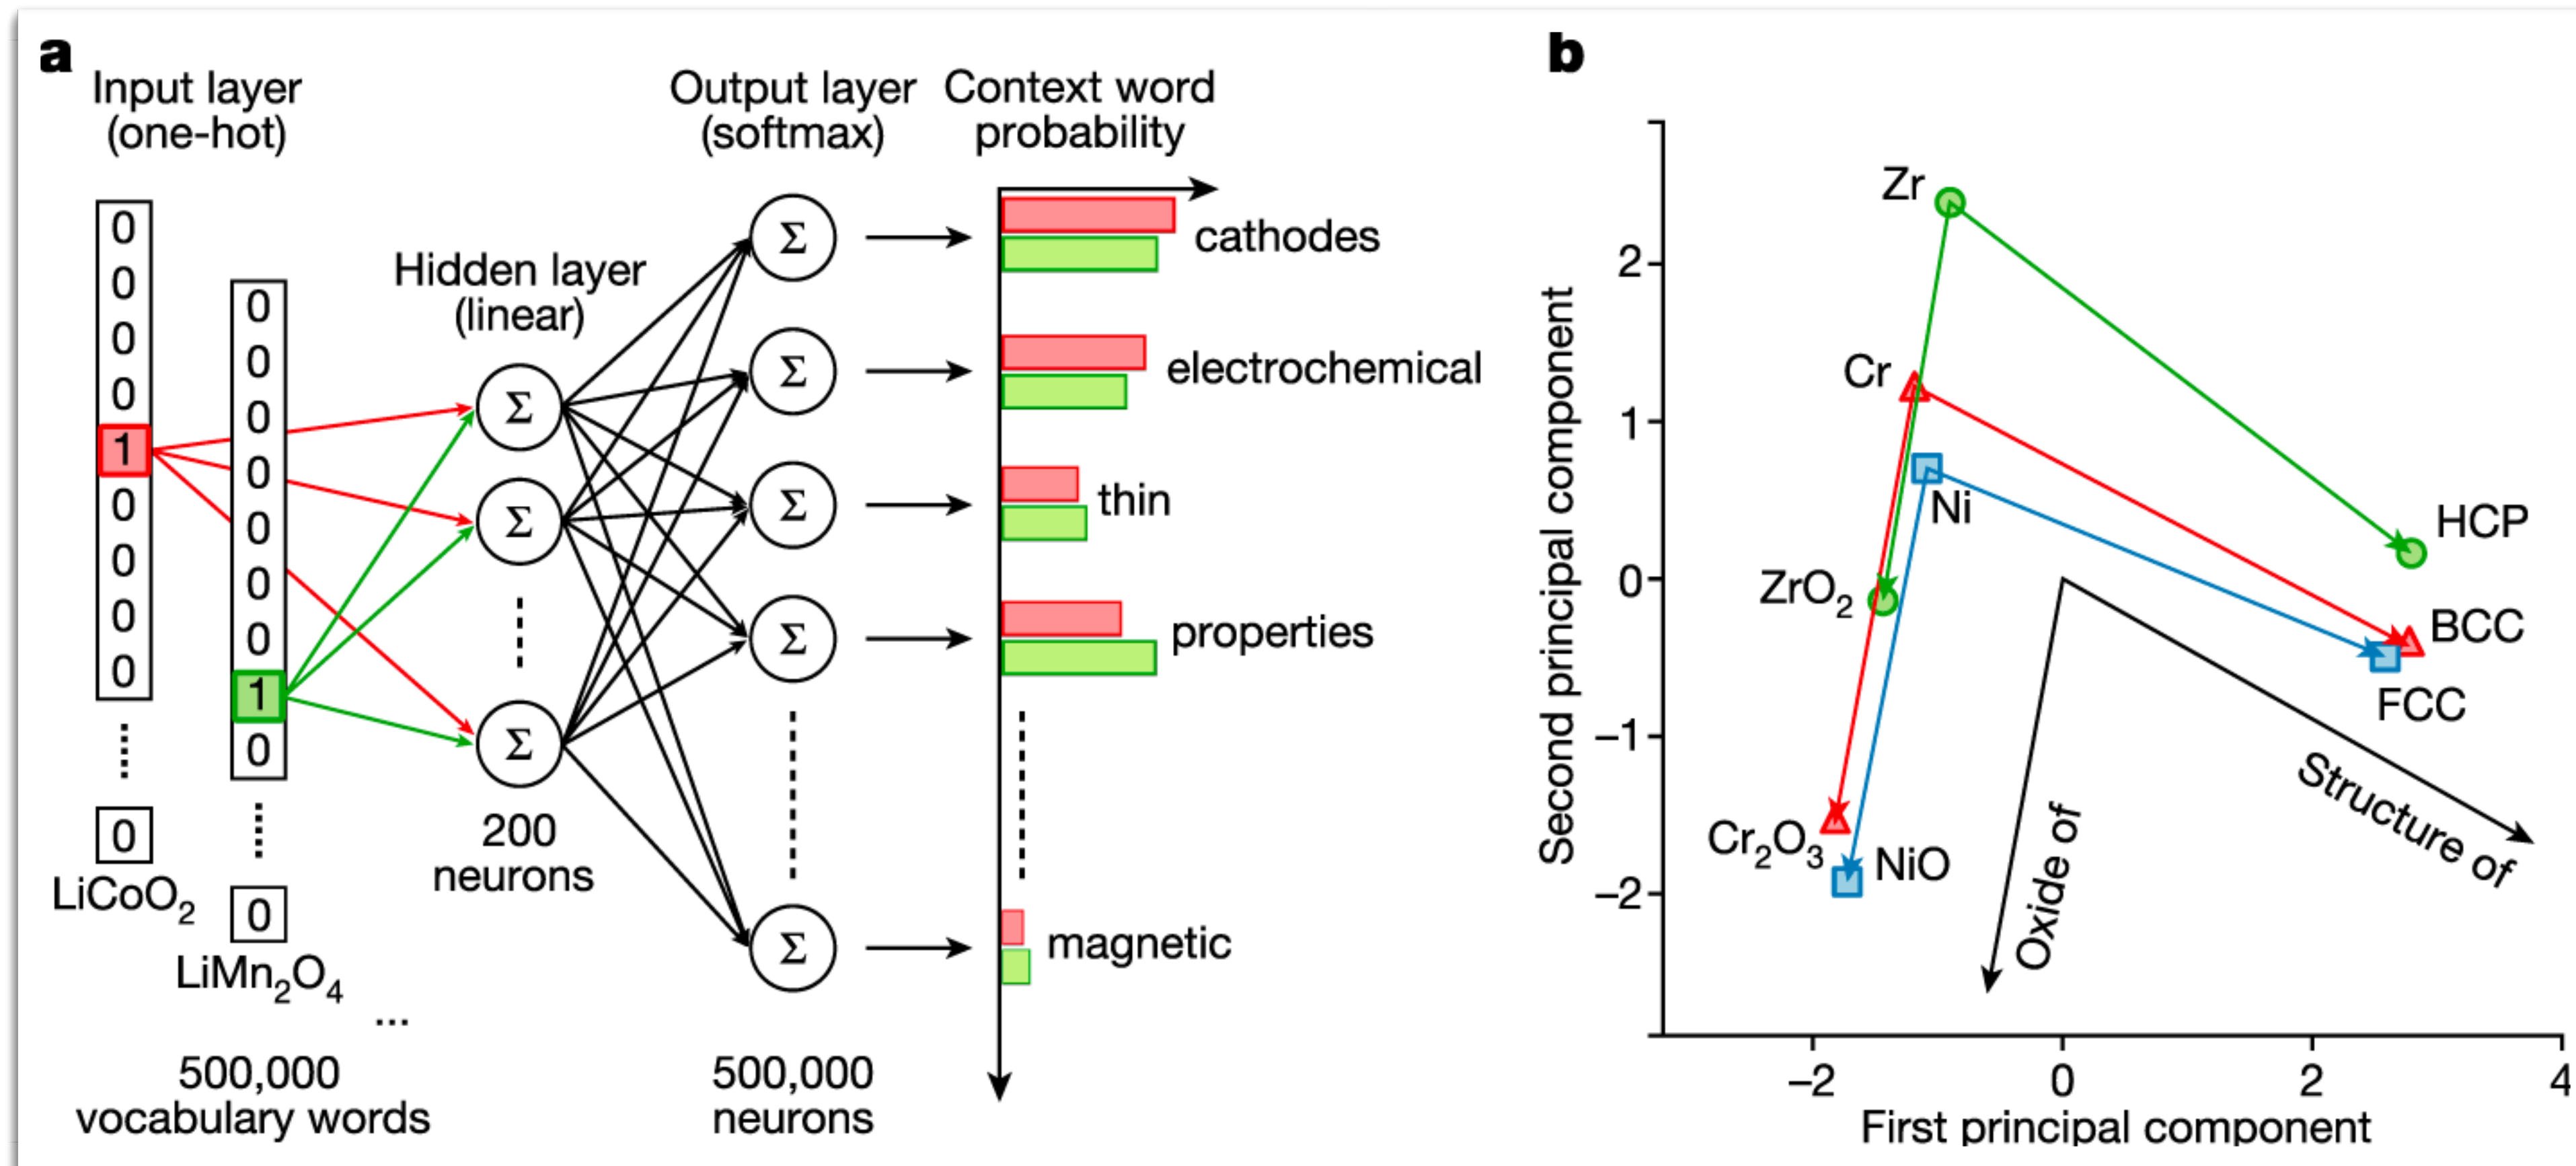 a
Input layer
(one-hot)
0
0
0
0
1
0
0
0
0
0
LiCoO₂
0
0
0
0
0
0
0
1
0
0
LiMn₂O₄
...
500,000
vocabulary words
Hidden layer
(linear)
Σ
Σ
Σ
200
neurons
Output layer
(softmax)
Σ
Σ
Σ
Σ
Σ
500,000
neurons
Context word
probability
cathodes
electrochemical
thin
properties
magnetic
b
Second principal component
2
1
0
−1
−2
Zr
Cr
Ni
ZrO₂
Cr₂O₃
NiO
HCP
BCC
FCC
Structure of
Oxide of
−2
0
2
4
First principal component